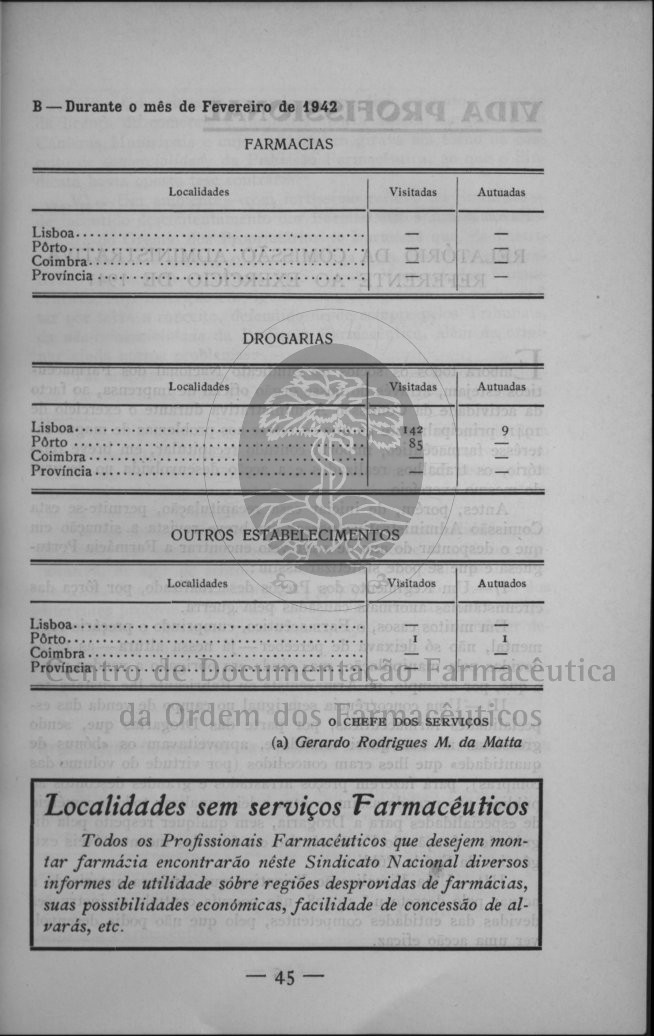 B — Durante o mês de Fevereiro de 1942
FARMACIAS
Localidades Visitadas Autuadas
Lisboa........................................ — —
Pôrto........................................ — —
Coimbra...................................... — —
Província.................................... — —
DROGARIAS
Localidades Visitadas Autuadas
Lisboa........................................ 142 9
Pôrto........................................ 85 —
Coimbra...................................... — —
Província.................................... — —
OUTROS ESTABELECIMENTOS
Localidades Visitados Autuados
Lisboa........................................ — —
Pôrto........................................ 1 1
Coimbra...................................... — —
Província.................................... — —
Centro de Documentação Farmacêutica
da Ordem dos Farmacêuticos
O CHEFE DOS SERVIÇOS
(a) Gerardo Rodrigues M. da Matta
Localidades sem serviços Farmacêuticos
Todos os Profissionais Farmacêuticos que desejem mon-
tar farmácia encontrarão nêste Sindicato Nacional diversos
informes de utilidade sôbre regiões desprovidas de farmácias,
suas possibilidades económicas, facilidade de concessão de al-
varás, etc.
— 45 —